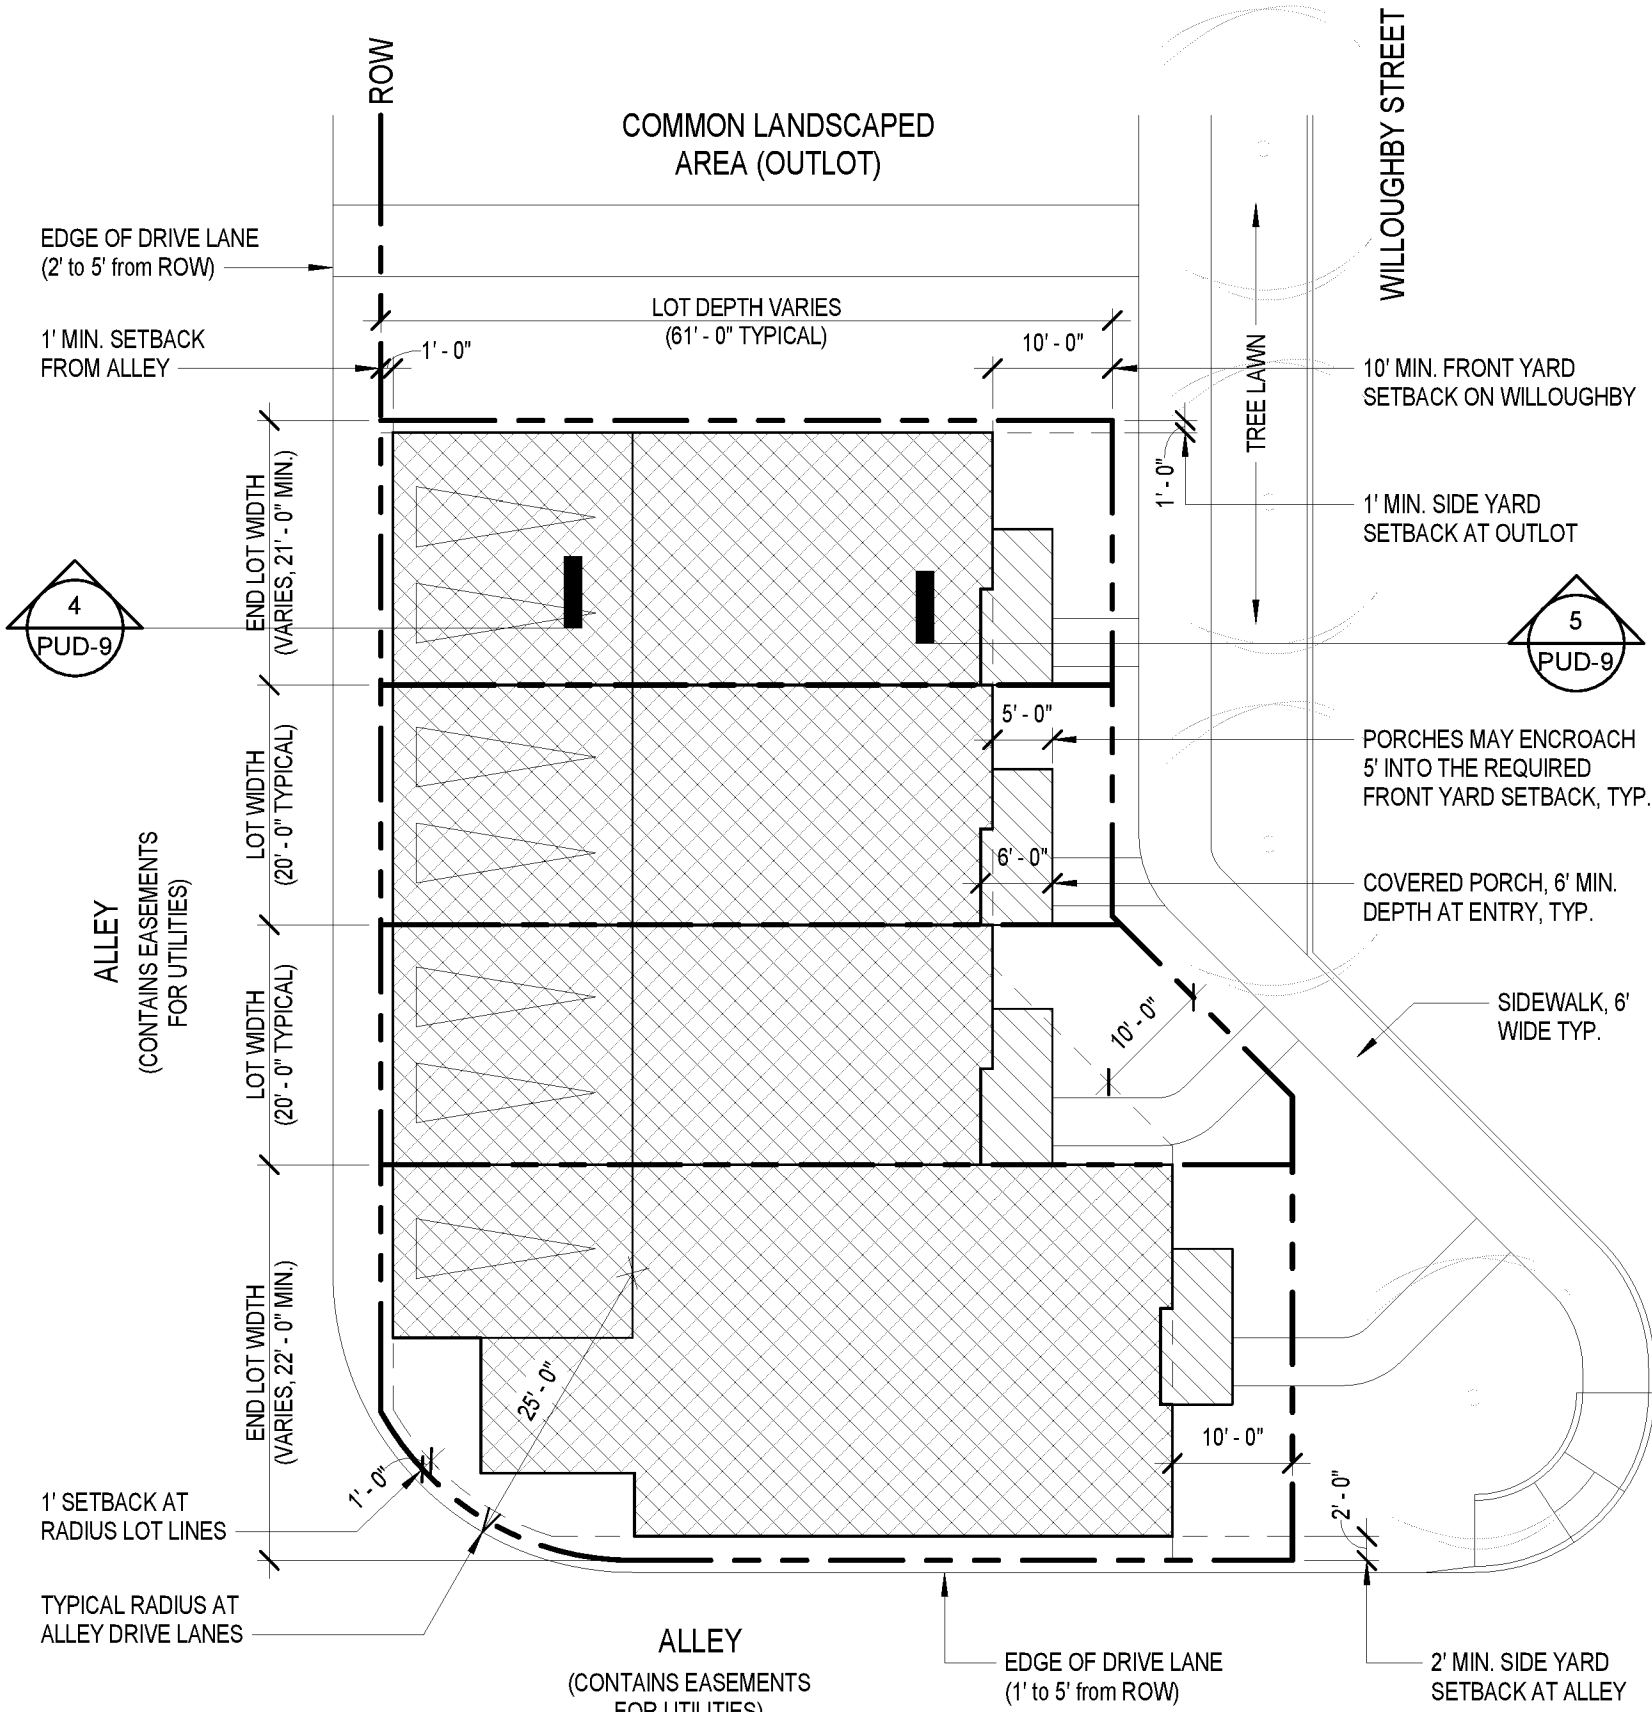 ROW
COMMON LANDSCAPED
AREA (OUTLOT)
WILLOUGHBY STREET
EDGE OF DRIVE LANE
(2' to 5' from ROW)
LOT DEPTH VARIES
(61' - 0" TYPICAL)
1' MIN. SETBACK
FROM ALLEY
1' - 0"
10' - 0"
TREE LAWN
10' MIN. FRONT YARD
SETBACK ON WILLOUGHBY
END LOT WIDTH
(VARIES, 21' - 0" MIN.)
1' - 0"
1' MIN. SIDE YARD
SETBACK AT OUTLOT
4
PUD-9
5
PUD-9
LOT WIDTH
(20' - 0" TYPICAL)
5' - 0"
PORCHES MAY ENCROACH
5' INTO THE REQUIRED
FRONT YARD SETBACK, TYP.
6' - 0"
COVERED PORCH, 6' MIN.
DEPTH AT ENTRY, TYP.
ALLEY
(CONTAINS EASEMENTS
FOR UTILITIES)
LOT WIDTH
(20' - 0" TYPICAL)
10' - 0"
SIDEWALK, 6'
WIDE TYP.
END LOT WIDTH
(VARIES, 22' - 0" MIN.)
25' - 0"
10' - 0"
1' - 0"
2' - 0"
1' SETBACK AT
RADIUS LOT LINES
TYPICAL RADIUS AT
ALLEY DRIVE LANES
ALLEY
(CONTAINS EASEMENTS
FOR UTILITIES)
EDGE OF DRIVE LANE
(1' to 5' from ROW)
2' MIN. SIDE YARD
SETBACK AT ALLEY